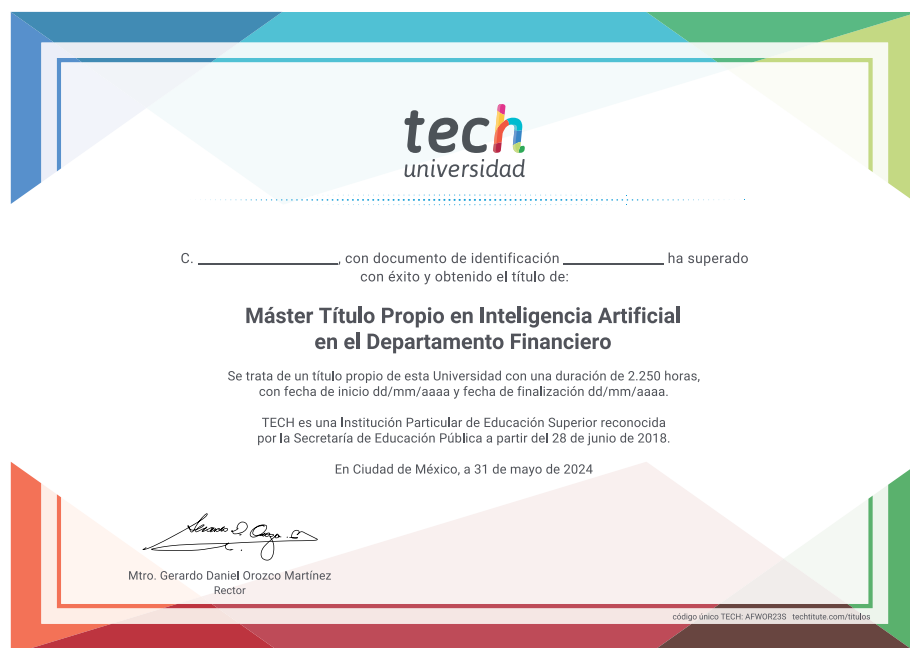 tech
universidad
C. ____________, con documento de identificación ____________ ha superado
con éxito y obtenido el título de:
Máster Título Propio en Inteligencia Artificial
en el Departamento Financiero
Se trata de un título propio de esta Universidad con una duración de 2.250 horas,
con fecha de inicio dd/mm/aaaa y fecha de finalización dd/mm/aaaa.
TECH es una Institución Particular de Educación Superior reconocida
por la Secretaría de Educación Pública a partir del 28 de junio de 2018.
En Ciudad de México, a 31 de mayo de 2024
Mtro. Gerardo Daniel Orozco Martínez
Rector
código único TECH: AFWOR23S techtitute.com/titulos